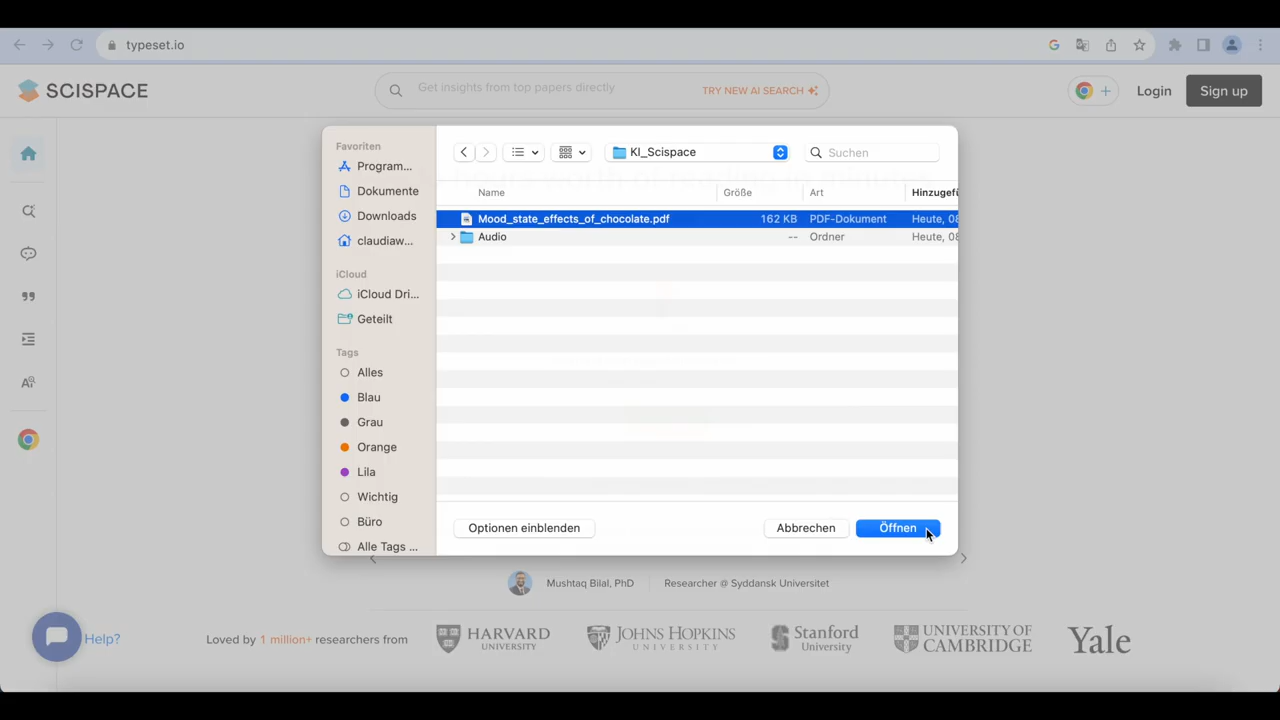 typeset.io
SCISPACE
Get insights from top papers directly
TRY NEW AI SEARCH
Login
Sign up
Favoriten
Program...
Dokumente
Downloads
claudiaw...
iCloud
iCloud Dri...
Geteilt
Tags
Alles
Blau
Grau
Orange
Lila
Wichtig
Büro
Alle Tags ...
KI_Scispace
Suchen
Name Größe Art Hinzugefü
Mood_state_effects_of_chocolate.pdf 162 KB PDF-Dokument Heute, 08
Audio -- Ordner Heute, 08
Optionen einblenden
Abbrechen
Öffnen
Mushtaq Bilal, PhD Researcher @ Syddansk Universitet
Help?
Loved by 1 million+ researchers from
HARVARD
UNIVERSITY
JOHNS HOPKINS
UNIVERSITY
Stanford
University
UNIVERSITY OF
CAMBRIDGE
Yale